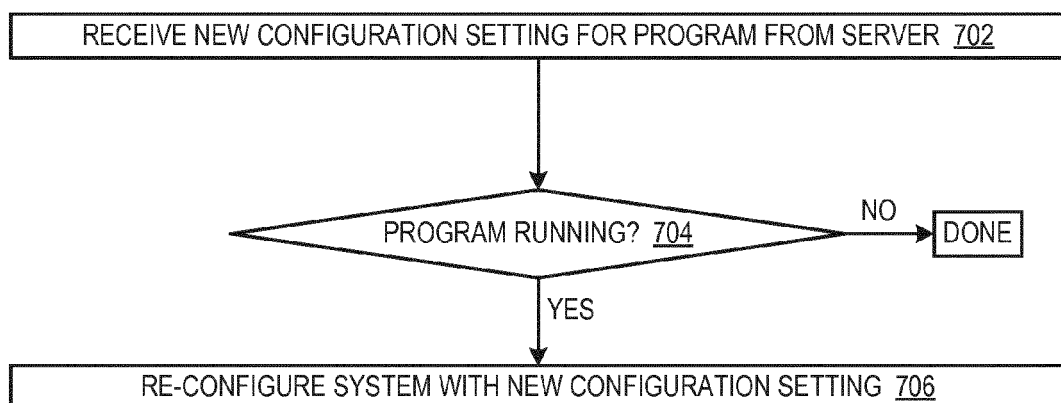 RECEIVE NEW CONFIGURATION SETTING FOR PROGRAM FROM SERVER 702
PROGRAM RUNNING? 704
NO
DONE
YES
RE-CONFIGURE SYSTEM WITH NEW CONFIGURATION SETTING 706